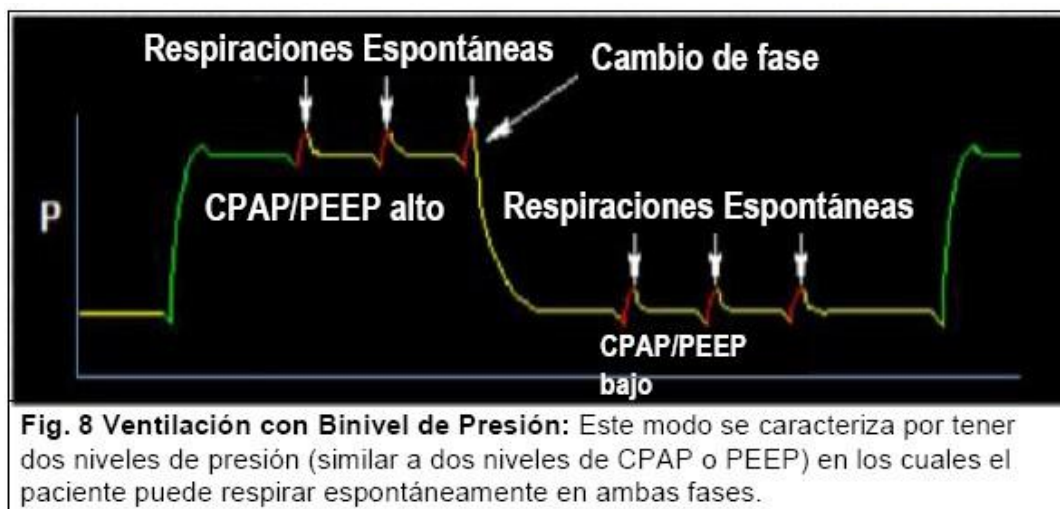 Respiraciones Espontáneas
Cambio de fase
P
CPAP/PEEP alto
Respiraciones Espontáneas
CPAP/PEEP
bajo
Fig. 8 Ventilación con Binivel de Presión: Este modo se caracteriza por tener
dos niveles de presión (similar a dos niveles de CPAP o PEEP) en los cuales el
paciente puede respirar espontáneamente en ambas fases.